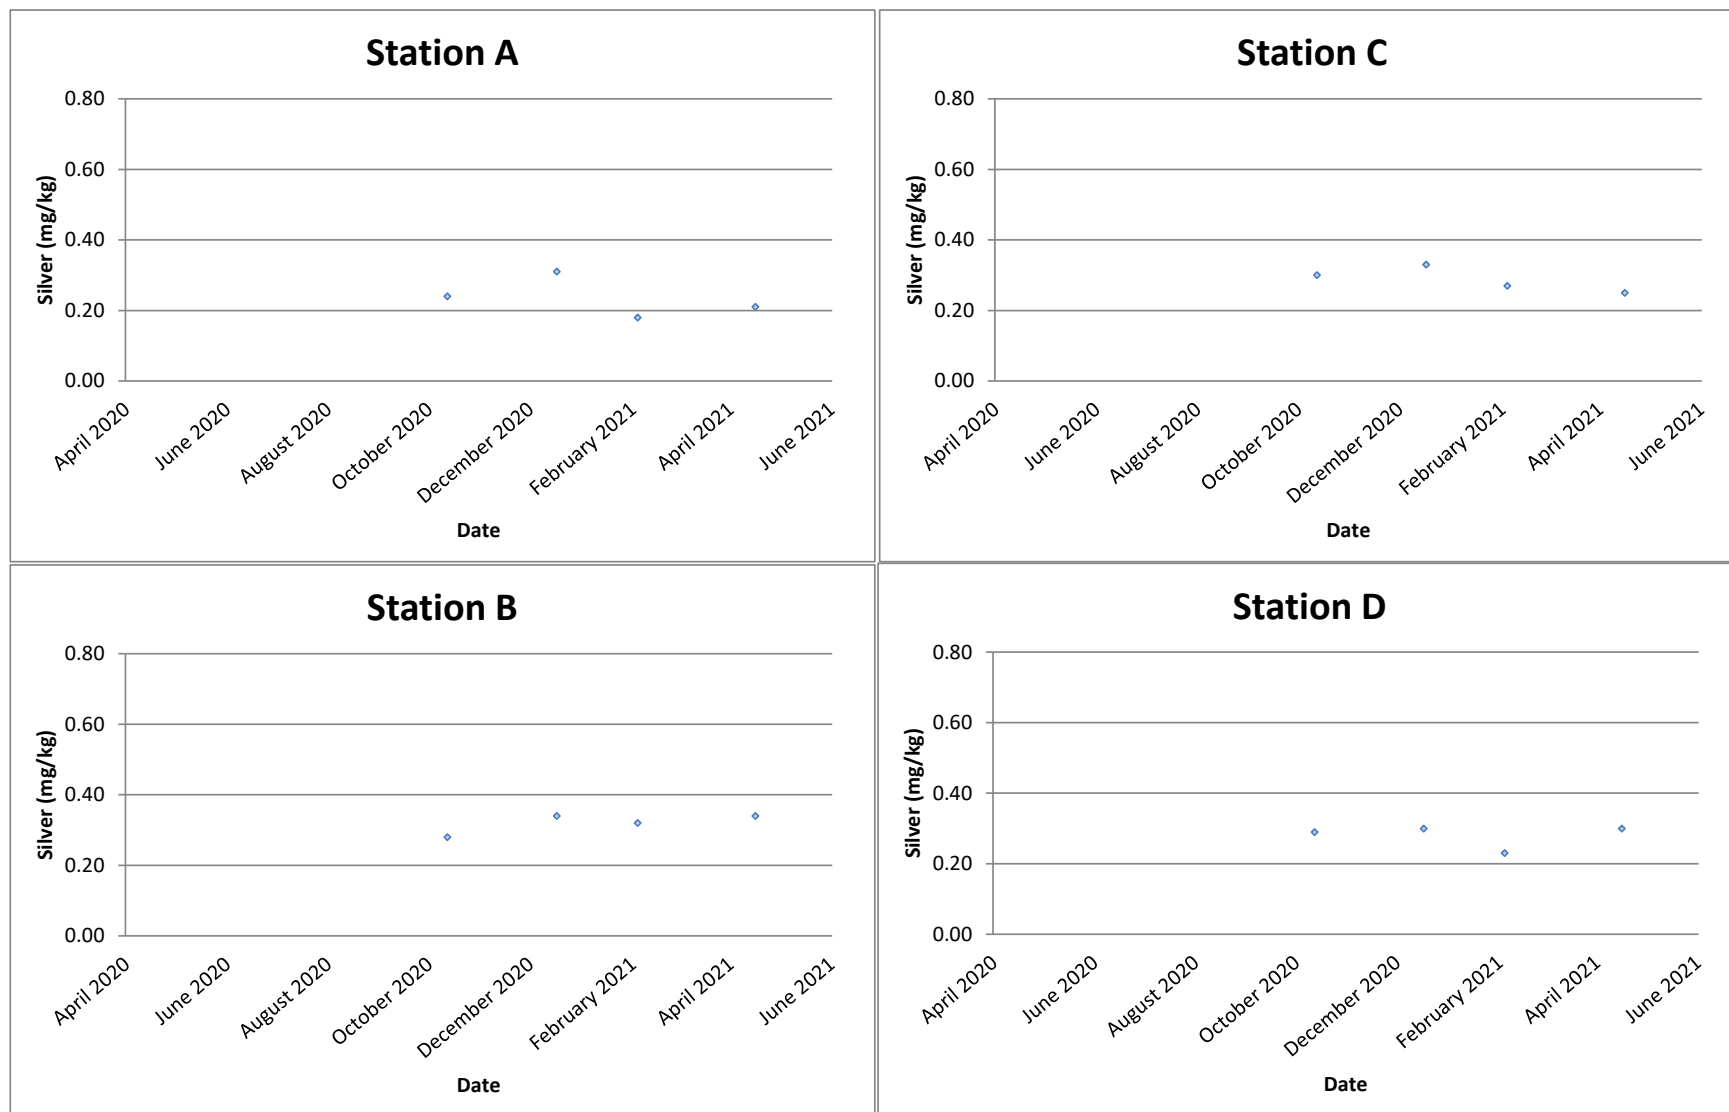 Station A
0.80
0.60
0.40
0.20
0.00
Silver (mg/kg)
April 2020
June 2020
August 2020
October 2020
December 2020
February 2021
April 2021
June 2021
Date
Station C
0.80
0.60
0.40
0.20
0.00
Silver (mg/kg)
April 2020
June 2020
August 2020
October 2020
December 2020
February 2021
April 2021
June 2021
Date
Station B
0.80
0.60
0.40
0.20
0.00
Silver (mg/kg)
April 2020
June 2020
August 2020
October 2020
December 2020
February 2021
April 2021
June 2021
Date
Station D
0.80
0.60
0.40
0.20
0.00
Silver (mg/kg)
April 2020
June 2020
August 2020
October 2020
December 2020
February 2021
April 2021
June 2021
Date